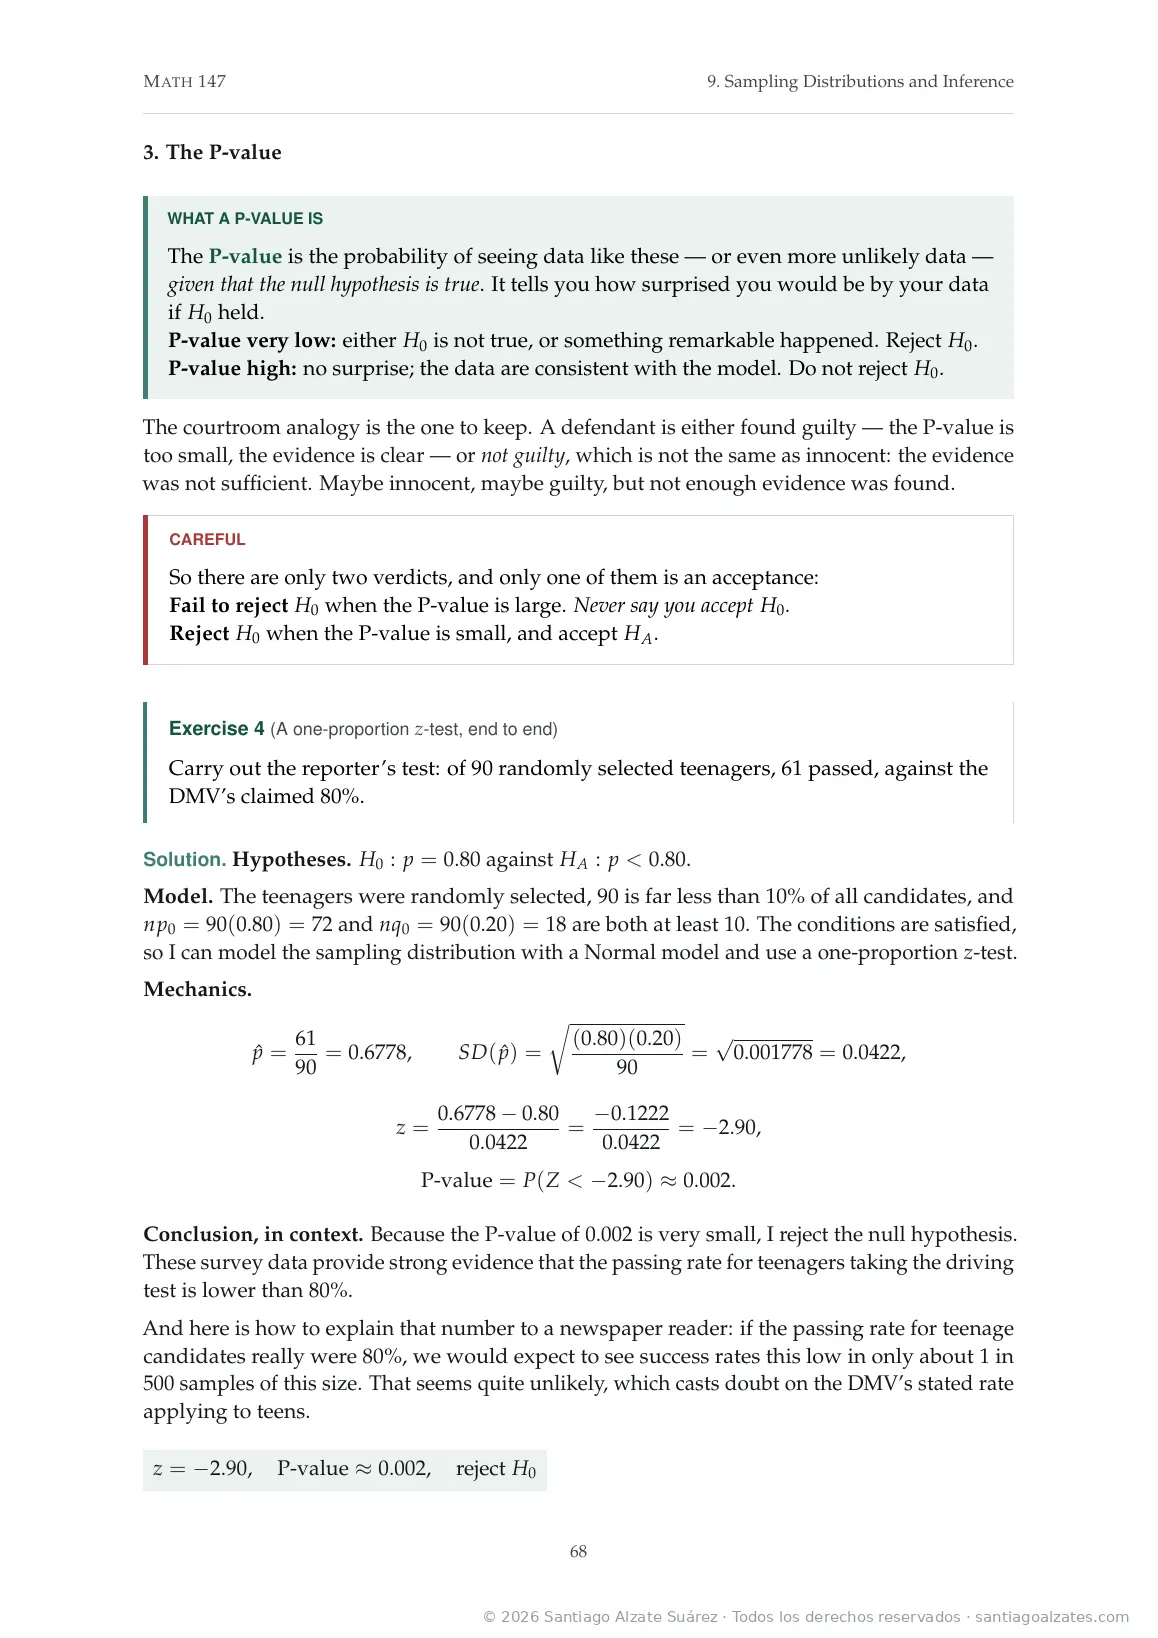 MATH 147
9. Sampling Distributions and Inference
3. The P-value
WHAT A P-VALUE IS
The P-value is the probability of seeing data like these — or even more unlikely data —
given that the null hypothesis is true. It tells you how surprised you would be by your data
if H₀ held.
P-value very low: either H₀ is not true, or something remarkable happened. Reject H₀.
P-value high: no surprise; the data are consistent with the model. Do not reject H₀.
The courtroom analogy is the one to keep. A defendant is either found guilty — the P-value is
too small, the evidence is clear — or not guilty, which is not the same as innocent: the evidence
was not sufficient. Maybe innocent, maybe guilty, but not enough evidence was found.
CAREFUL
So there are only two verdicts, and only one of them is an acceptance:
Fail to reject H₀ when the P-value is large. Never say you accept H₀.
Reject H₀ when the P-value is small, and accept H_A.
Exercise 4 (A one-proportion z-test, end to end)
Carry out the reporter's test: of 90 randomly selected teenagers, 61 passed, against the
DMV's claimed 80%.
Solution. Hypotheses. H₀ : p = 0.80 against H_A : p < 0.80.
Model. The teenagers were randomly selected, 90 is far less than 10% of all candidates, and
np₀ = 90(0.80) = 72 and nq₀ = 90(0.20) = 18 are both at least 10. The conditions are satisfied,
so I can model the sampling distribution with a Normal model and use a one-proportion z-test.
Mechanics.
p̂ = 61/90 = 0.6778, SD(p̂) = √((0.80)(0.20)/90) = √0.001778 = 0.0422,
z = (0.6778 − 0.80)/0.0422 = −0.1222/0.0422 = −2.90,
P-value = P(Z < −2.90) ≈ 0.002.
Conclusion, in context. Because the P-value of 0.002 is very small, I reject the null hypothesis.
These survey data provide strong evidence that the passing rate for teenagers taking the driving
test is lower than 80%.
And here is how to explain that number to a newspaper reader: if the passing rate for teenage
candidates really were 80%, we would expect to see success rates this low in only about 1 in
500 samples of this size. That seems quite unlikely, which casts doubt on the DMV's stated rate
applying to teens.
z = −2.90, P-value ≈ 0.002, reject H₀
68
© 2026 Santiago Alzate Suárez · Todos los derechos reservados · santiagoalzates.com